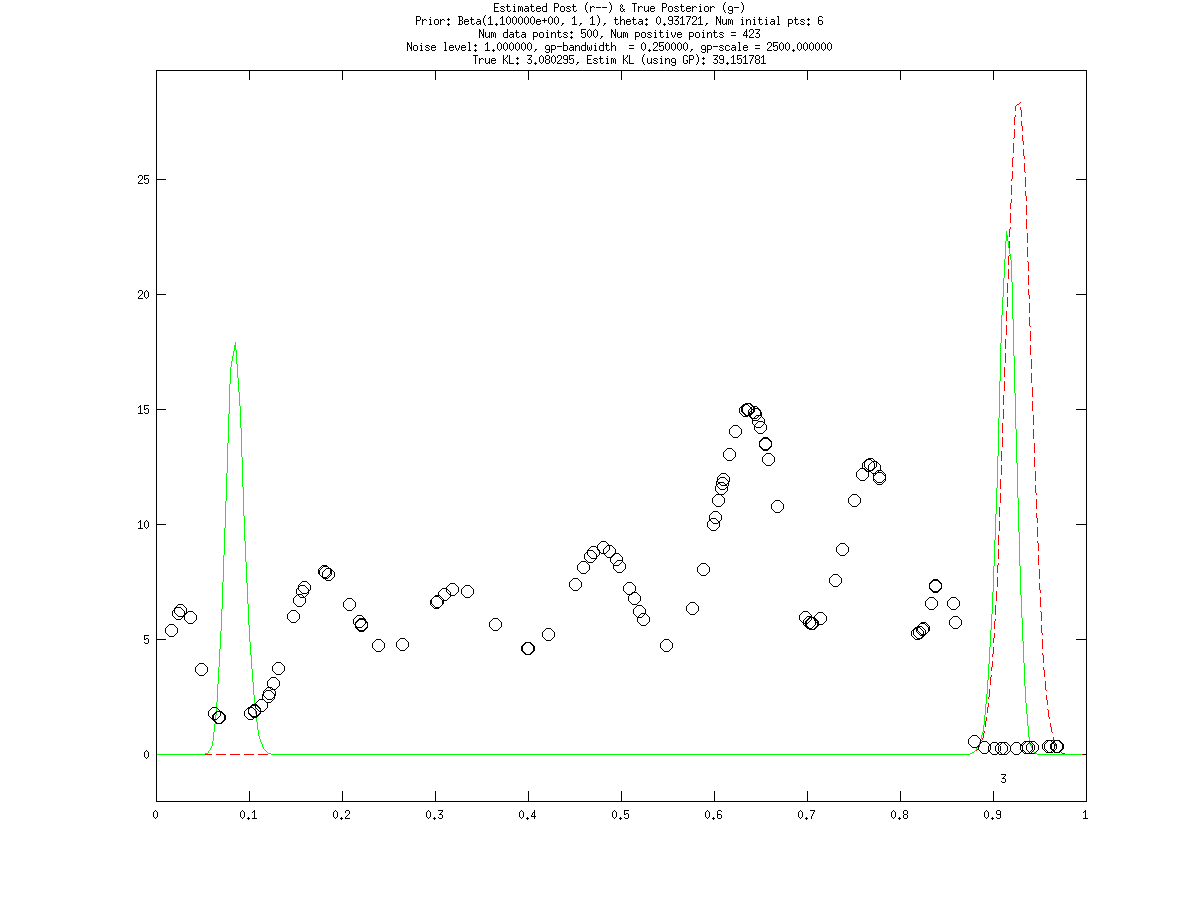 Estimated Post (r--) & True Posterior (g-)
Prior: Beta(1.100000e+00, 1, 1), theta: 0.931721, Num initial pts: 6
Num data points: 500, Num positive points = 423
Noise level: 1.000000, gp-bandwidth  = 0.250000, gp-scale = 2500.000000
True KL: 3.080295, Estim KL (using GP): 39.151781
25
20
15
10
5
0
3
0 0.1 0.2 0.3 0.4 0.5 0.6 0.7 0.8 0.9 1